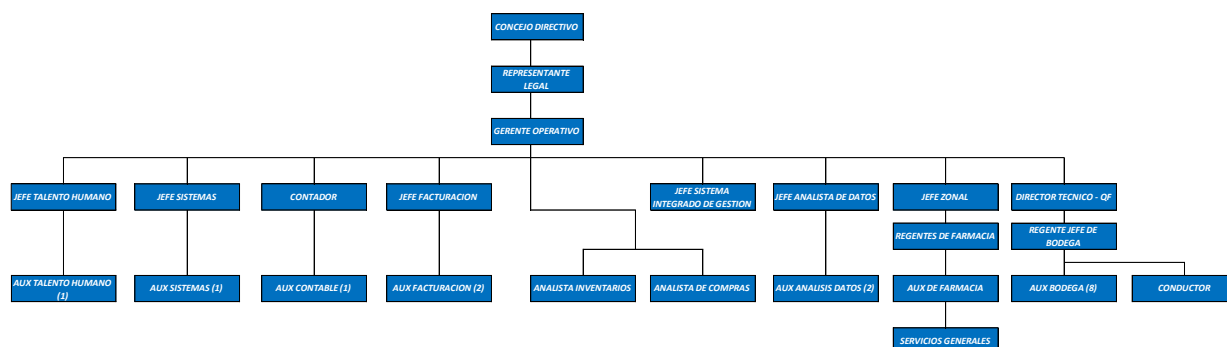 CONCEJO DIRECTIVO
REPRESENTANTE
LEGAL
GERENTE OPERATIVO
JEFE TALENTO HUMANO
JEFE SISTEMAS
CONTADOR
JEFE FACTURACION
JEFE SISTEMA
INTEGRADO DE GESTION
JEFE ANALISTA DE DATOS
JEFE ZONAL
DIRECTOR TECNICO - QF
REGENTES DE FARMACIA
REGENTE JEFE DE
BODEGA
AUX TALENTO HUMANO
(1)
AUX SISTEMAS (1)
AUX CONTABLE (1)
AUX FACTURACION (2)
ANALISTA INVENTARIOS
ANALISTA DE COMPRAS
AUX ANALISIS DATOS (2)
AUX DE FARMACIA
AUX BODEGA (8)
CONDUCTOR
SERVICIOS GENERALES